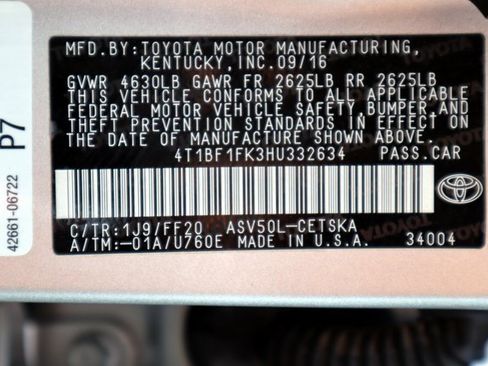 MFD.BY:TOYOTA MOTOR MANUFACTURING,
KENTUCKY,INC.09/16
GVWR 4630LB GAWR FR 2625LB RR 2625LB
THIS VEHICLE CONFORMS TO ALL APPLICABLE
FEDERAL MOTOR VEHICLE SAFETY,BUMPER,AND
THEFT PREVENTION STANDARDS IN EFFECT ON
THE DATE OF MANUFACTURE SHOWN ABOVE.
4T1BF1FK3HU332634 PASS.CAR
C/TR:1J9/FF20 ASV50L-CETSKA
A/TM:-01A/U760E MADE IN U.S.A. 34004
TOYOTA
P7
42661-06722